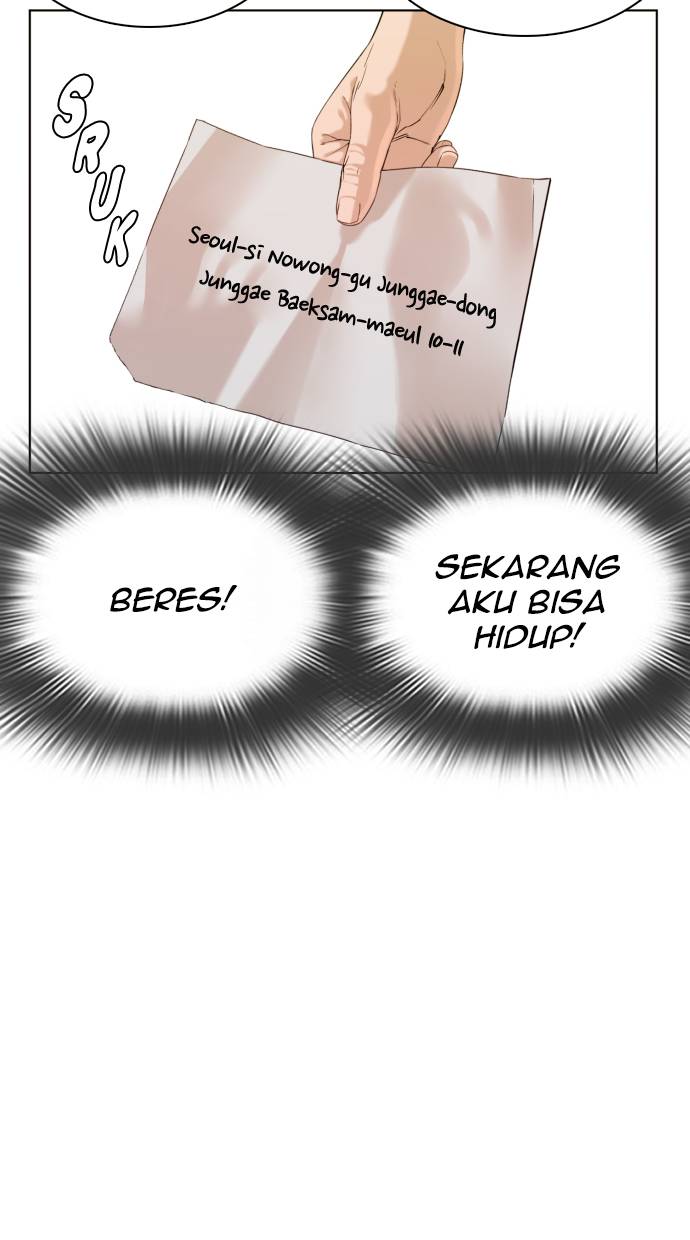 SRUK
Seoul-si Nowong-gu Junggae-dong
Junggae Baeksam-maeul 10-11
BERES!
SEKARANG
AKU BISA
HIDUP!